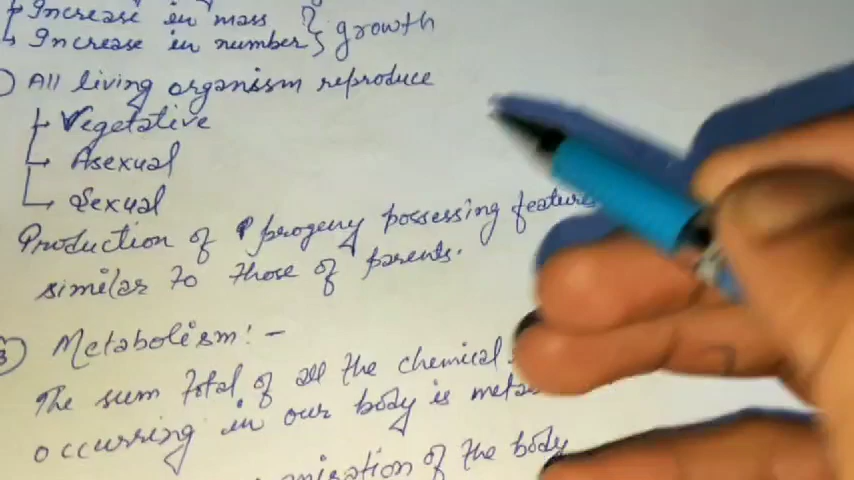 Increase in mass
Increase in number } growth
All living organism reproduce
Vegetative
Asexual
Sexual
Production of progeny possessing features
similar to those of parents.
3 Metabolism :-
The sum total of all the chemical
occurring in our body is
of the body